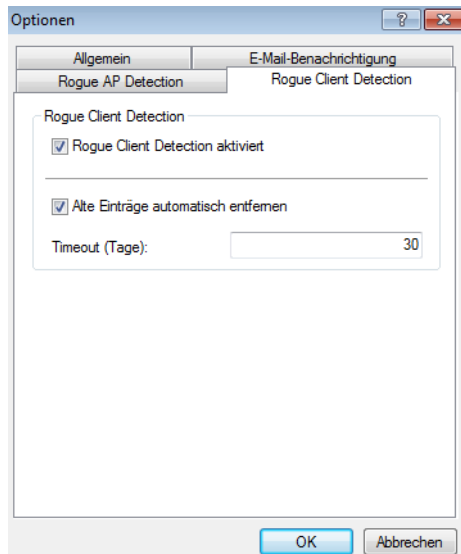 Optionen
Allgemein
E-Mail-Benachrichtigung
Rogue AP Detection
Rogue Client Detection
Rogue Client Detection
Rogue Client Detection aktiviert
Alte Einträge automatisch entfernen
Timeout (Tage):
30
OK
Abbrechen